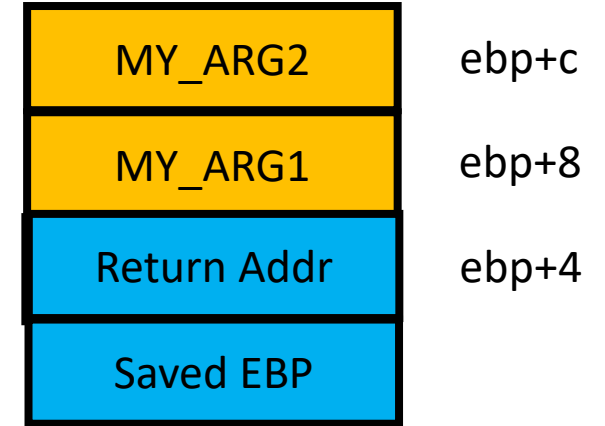 MY_ARG2 ebp+c
MY_ARG1 ebp+8
Return Addr ebp+4
Saved EBP